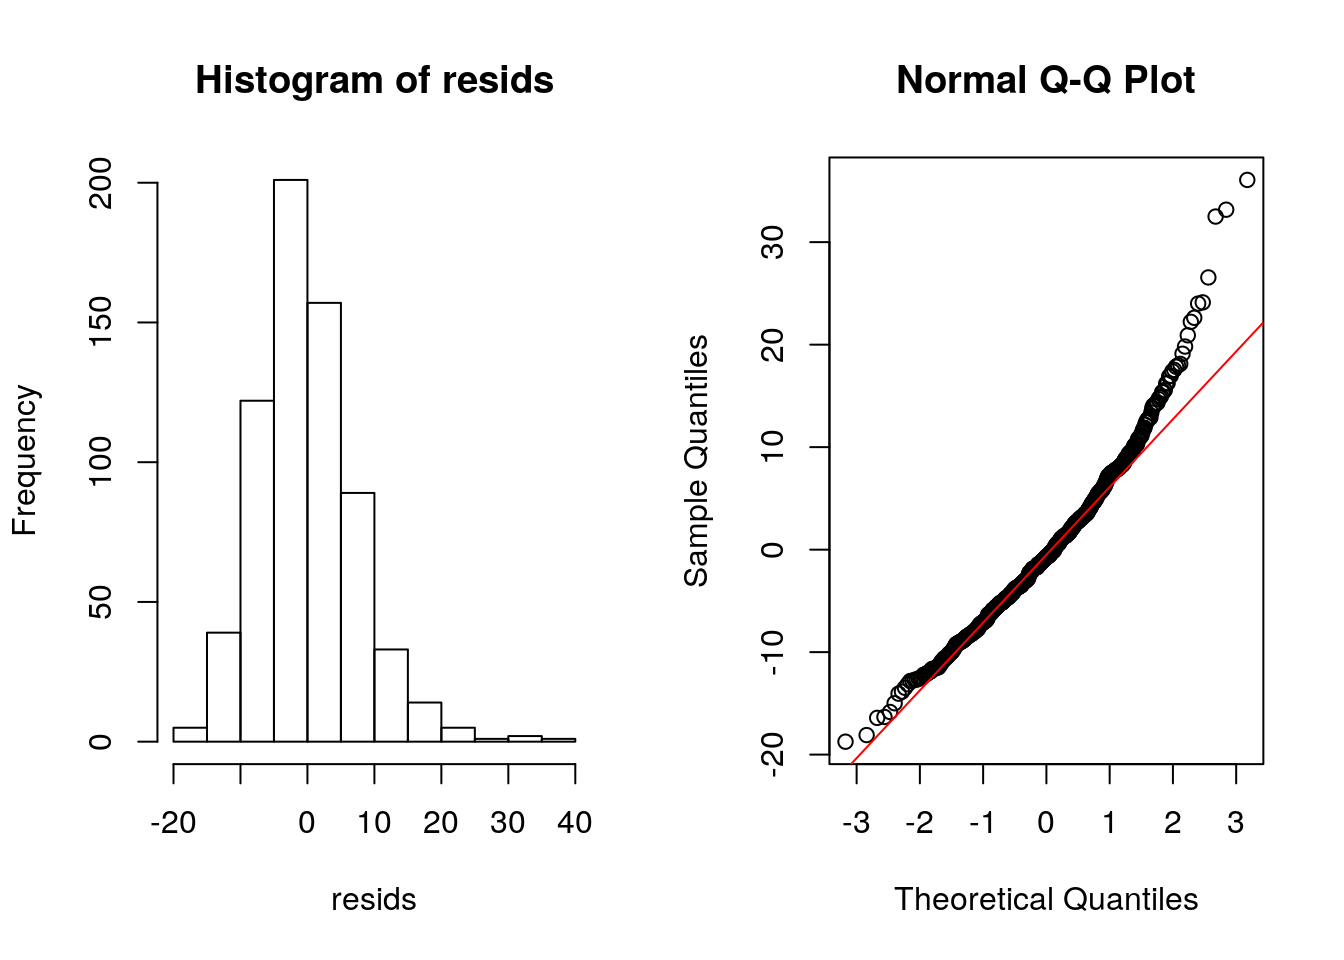 Histogram of resids
Frequency
200
150
100
50
0
-20 0 10 20 30 40
resids
Normal Q-Q Plot
Sample Quantiles
30
20
10
0
-10
-20
-3 -2 -1 0 1 2 3
Theoretical Quantiles